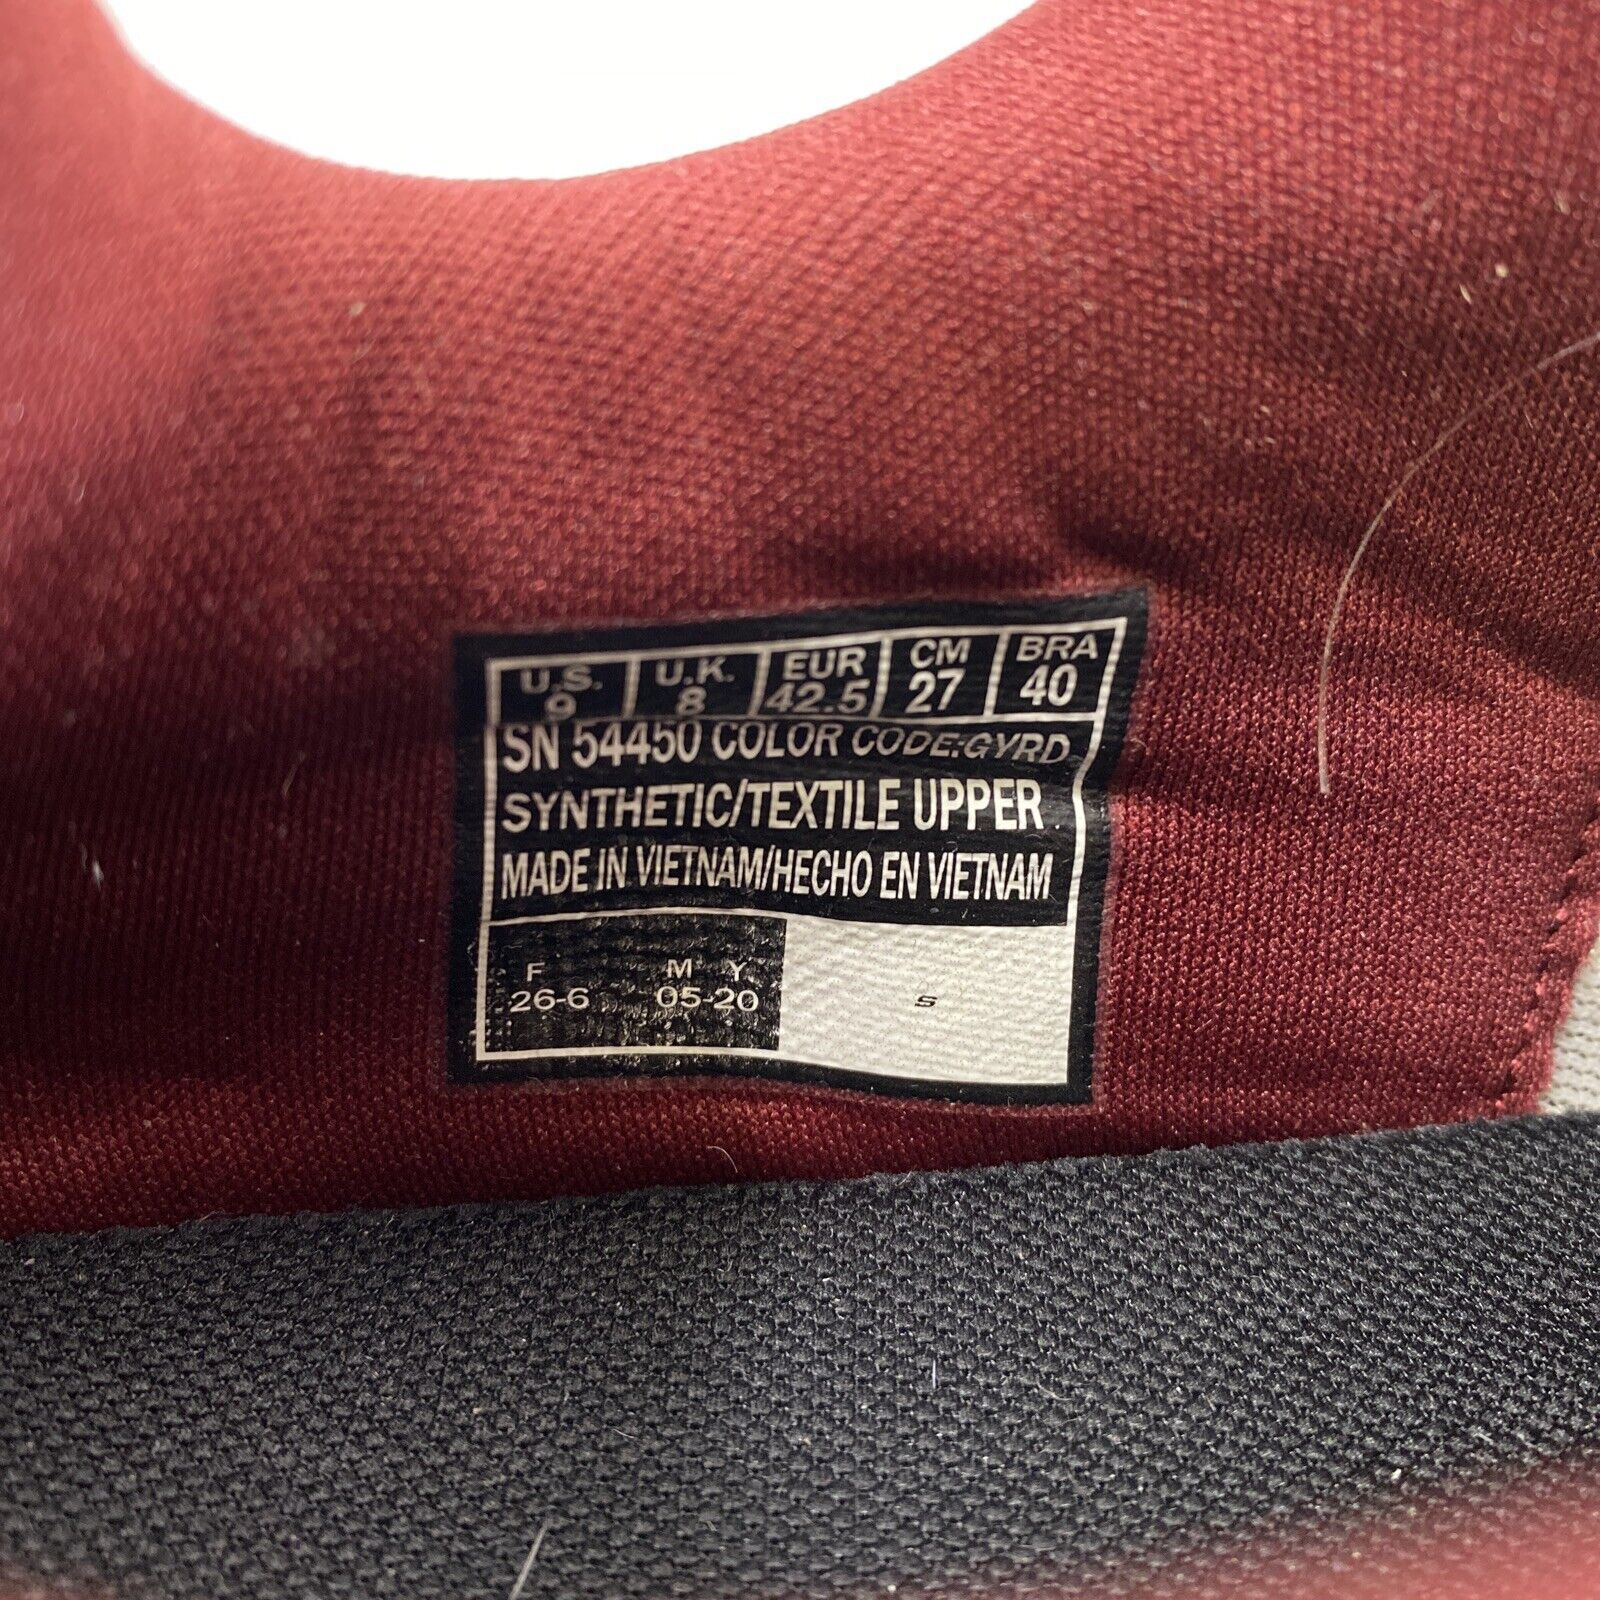 U.S. U.K. EUR CM BRA
9 8 42.5 27 40
SN 54450 COLOR CODE:GYRD
SYNTHETIC/TEXTILE UPPER
MADE IN VIETNAM/HECHO EN VIETNAM
F M Y
26-6 05-20 S